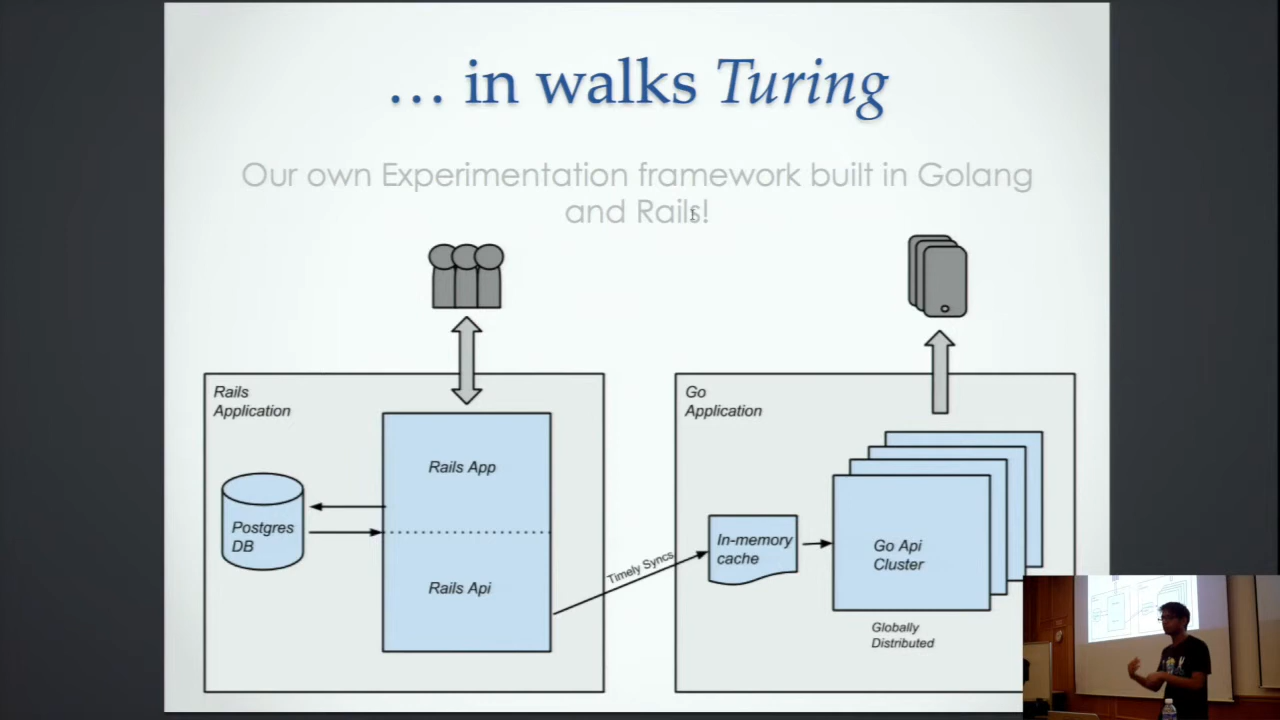 … in walks Turing
Our own Experimentation framework built in Golang
and Rails!
Rails
Application
Rails App
Postgres
DB
Rails Api
Timely Syncs
Go
Application
In-memory
cache
Go Api
Cluster
Globally
Distributed